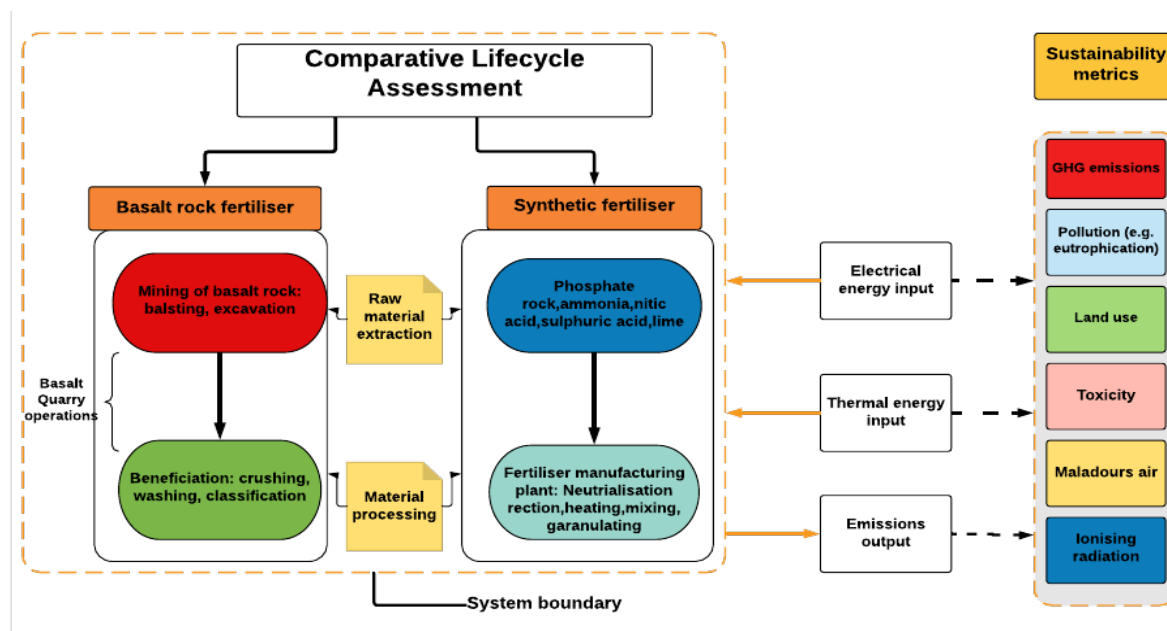 Comparative Lifecycle
Assessment
Sustainability
metrics
Basalt rock fertiliser
Synthetic fertiliser
Mining of basalt rock:
balsting, excavation
Raw
material
extraction
Phosphate
rock,ammonia,nitic
acid,sulphuric acid,lime
Basalt
Quarry
operations
Beneficiation: crushing,
washing, classification
Material
processing
Fertiliser manufacturing
plant: Neutrialisation
rection,heating,mixing,
garanulating
System boundary
Electrical
energy input
Thermal energy
input
Emissions
output
GHG emissions
Pollution (e.g.
eutrophication)
Land use
Toxicity
Maladours air
Ionising
radiation